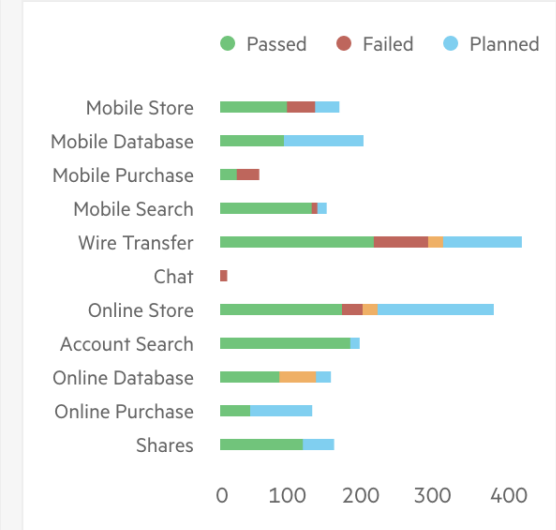 Passed Failed Planned
Mobile Store
Mobile Database
Mobile Purchase
Mobile Search
Wire Transfer
Chat
Online Store
Account Search
Online Database
Online Purchase
Shares
0 100 200 300 400